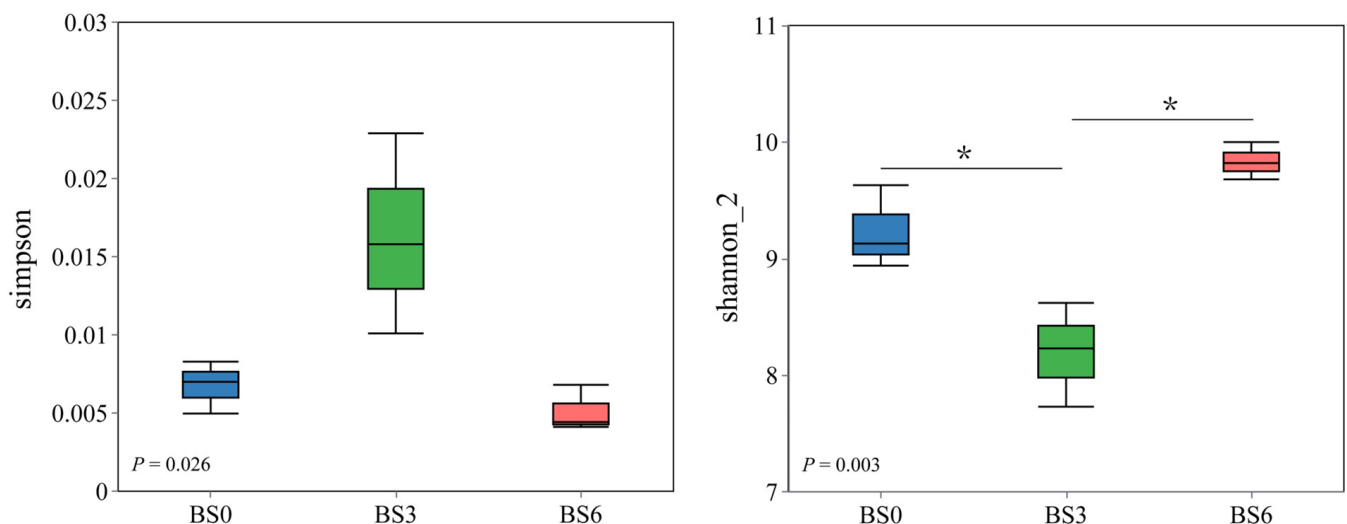 simpson
0.03
0.025
0.02
0.015
0.01
0.005
0
P = 0.026
BS0 BS3 BS6
shannon_2
11
10
9
8
7
* *
P = 0.003
BS0 BS3 BS6